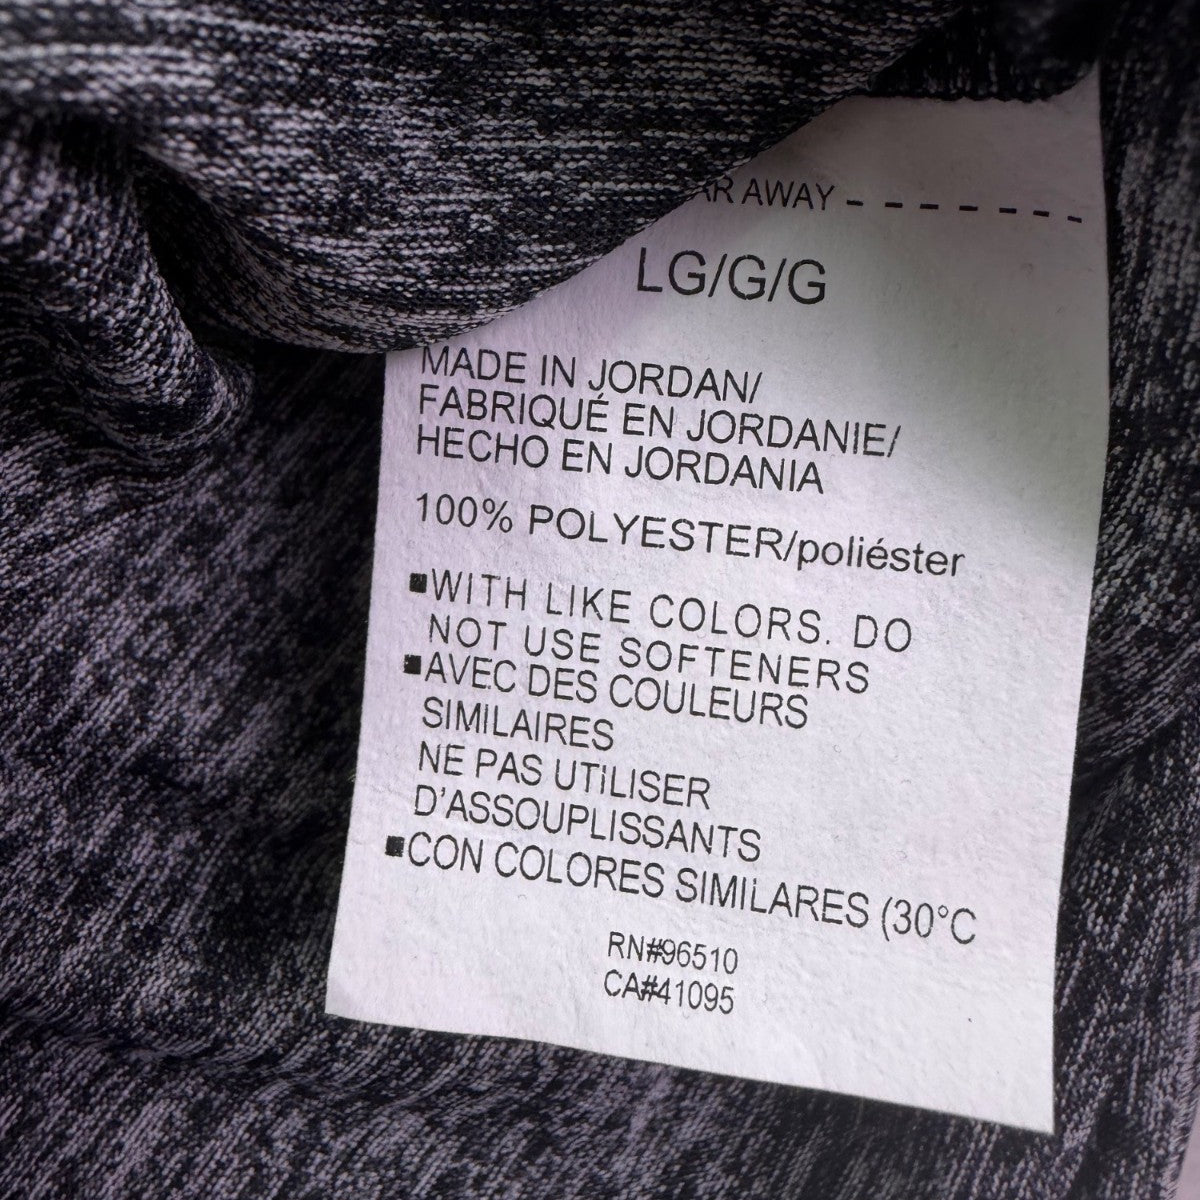 AWAY - - - - - - -
LG/G/G
MADE IN JORDAN/
FABRIQUÉ EN JORDANIE/
HECHO EN JORDANIA
100% POLYESTER/poliéster
■WITH LIKE COLORS. DO
NOT USE SOFTENERS
■AVEC DES COULEURS
SIMILAIRES
NE PAS UTiLISER
D'ASSOUPLISSANTS
■CON COLORES SIMiLARES (30°C
RN#96510
CA#41095